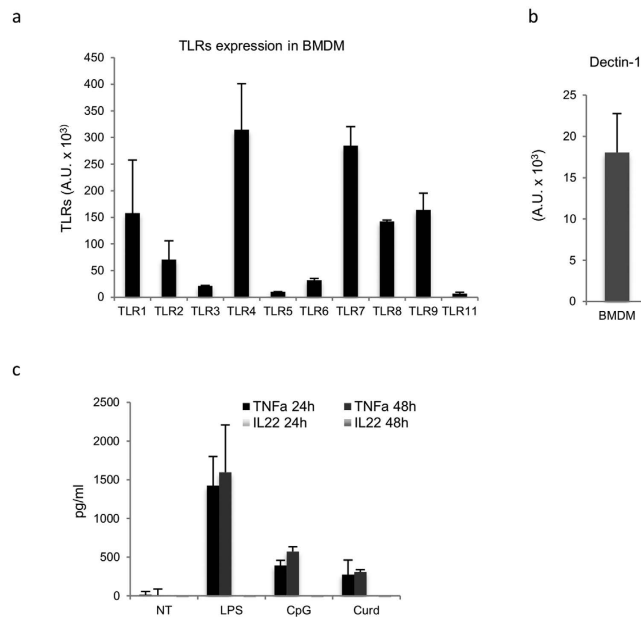 a
TLRs expression in BMDM
TLRs (A.U. x 10³)
450
400
350
300
250
200
150
100
50
0
TLR1 TLR2 TLR3 TLR4 TLR5 TLR6 TLR7 TLR8 TLR9 TLR11
b
Dectin-1
(A.U. x 10³)
25
20
15
10
5
0
BMDM
c
TNFa 24h TNFa 48h
IL22 24h IL22 48h
pg/ml
2500
2000
1500
1000
500
0
NT LPS CpG Curd